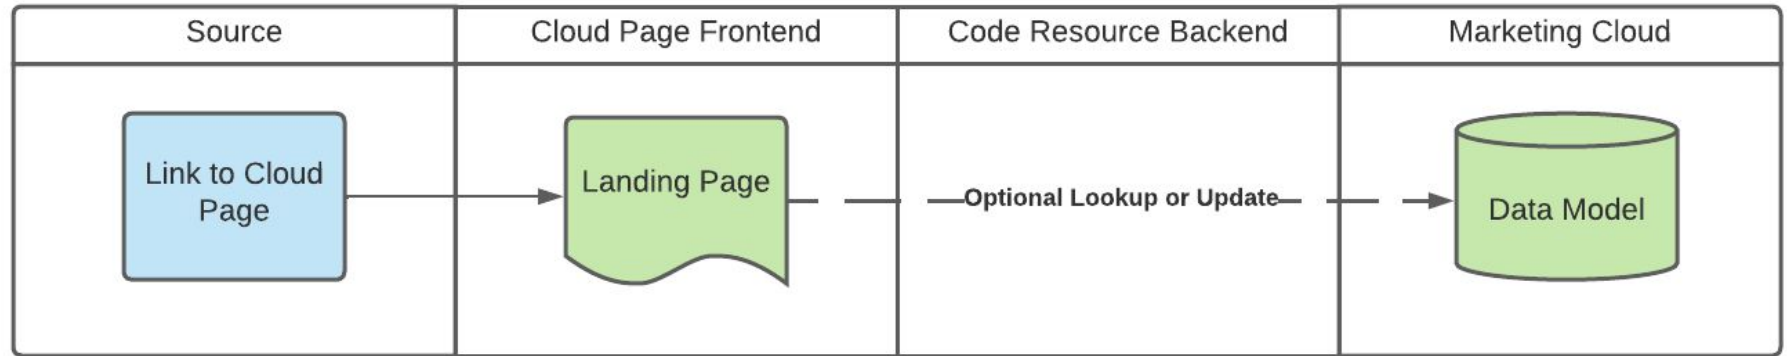 Source
Cloud Page Frontend
Code Resource Backend
Marketing Cloud
Link to Cloud
Page
Landing Page
Optional Lookup or Update
Data Model